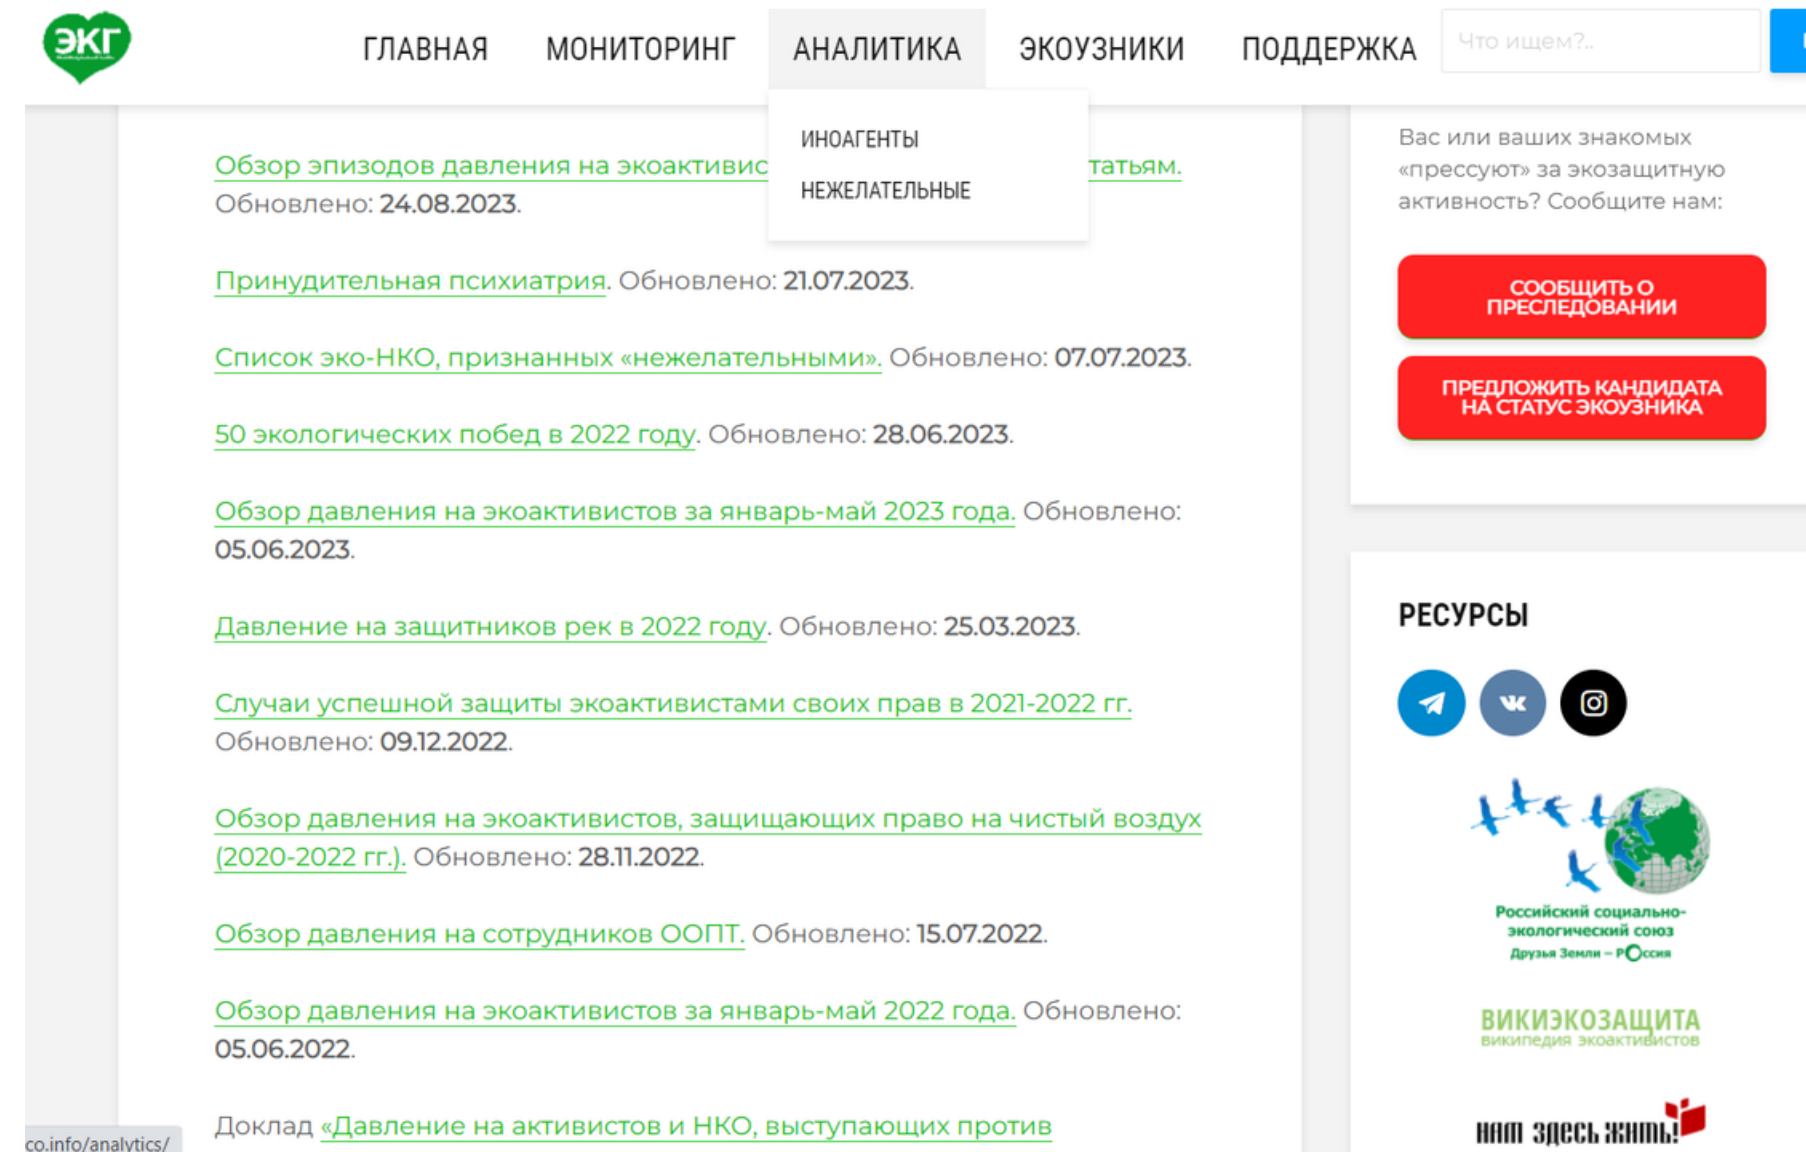 ЭКГ
ГЛАВНАЯ МОНИТОРИНГ АНАЛИТИКА ЭКОУЗНИКИ ПОДДЕРЖКА Что ищем?..
ИНОАГЕНТЫ
НЕЖЕЛАТЕЛЬНЫЕ
Обзор эпизодов давления на экоактивис татьям.
Обновлено: 24.08.2023.
Принудительная психиатрия. Обновлено: 21.07.2023.
Список эко-НКО, признанных «нежелательными». Обновлено: 07.07.2023.
50 экологических побед в 2022 году. Обновлено: 28.06.2023.
Обзор давления на экоактивистов за январь-май 2023 года. Обновлено:
05.06.2023.
Давление на защитников рек в 2022 году. Обновлено: 25.03.2023.
Случаи успешной защиты экоактивистами своих прав в 2021-2022 гг.
Обновлено: 09.12.2022.
Обзор давления на экоактивистов, защищающих право на чистый воздух
(2020-2022 гг.). Обновлено: 28.11.2022.
Обзор давления на сотрудников ООПТ. Обновлено: 15.07.2022.
Обзор давления на экоактивистов за январь-май 2022 года. Обновлено:
05.06.2022.
Доклад «Давление на активистов и НКО, выступающих против
co.info/analytics/
Вас или ваших знакомых
«прессуют» за экозащитную
активность? Сообщите нам:
СООБЩИТЬ О
ПРЕСЛЕДОВАНИИ
ПРЕДЛОЖИТЬ КАНДИДАТА
НА СТАТУС ЭКОУЗНИКА
РЕСУРСЫ
Российский социально-
экологический союз
Друзья Земли – РОссия
ВИКИЭКОЗАЩИТА
википедия экоактивистов
НАМ ЗДЕСЬ ЖИТЬ!